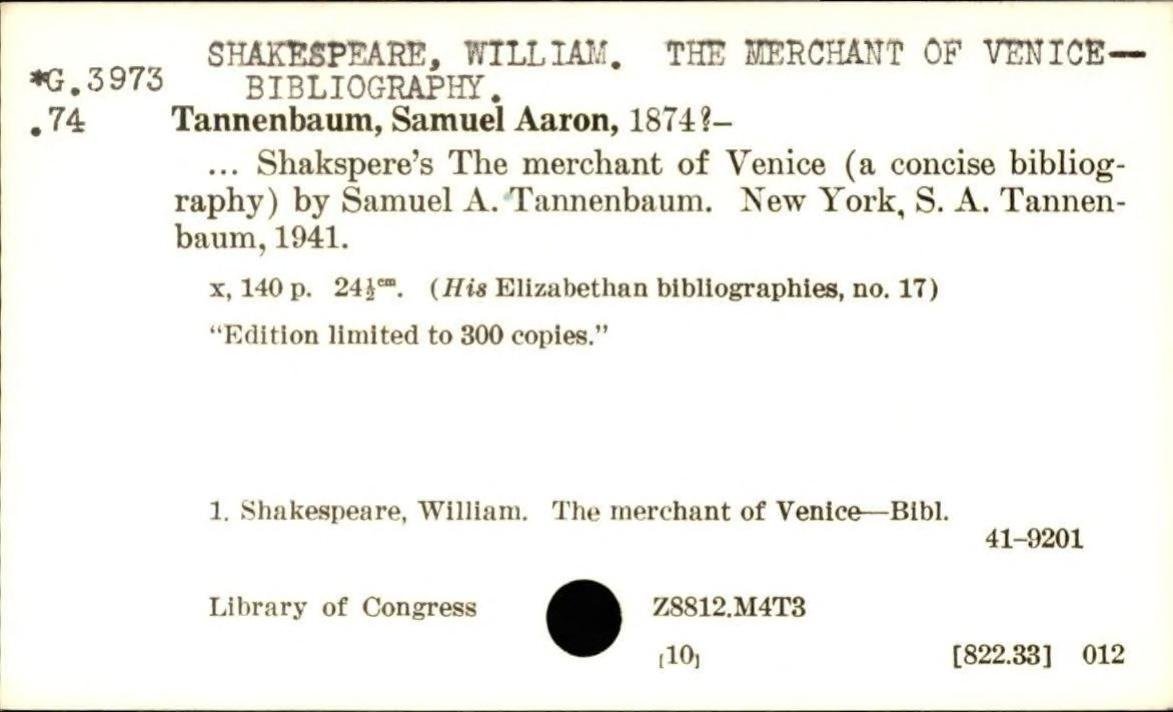 SHAKESPEARE, WILLIAM. THE MERCHANT OF VENICE—
*G.3973 BIBLIOGRAPHY.
.74 Tannenbaum, Samuel Aaron, 1874?–
... Shakspere's The merchant of Venice (a concise bibliog-
raphy) by Samuel A. Tannenbaum. New York, S. A. Tannen-
baum, 1941.
x, 140 p. 24½ᶜᵐ. (His Elizabethan bibliographies, no. 17)
"Edition limited to 300 copies."
1. Shakespeare, William. The merchant of Venice—Bibl.
41–9201
Library of Congress Z8812.M4T3
[10] [822.33] 012